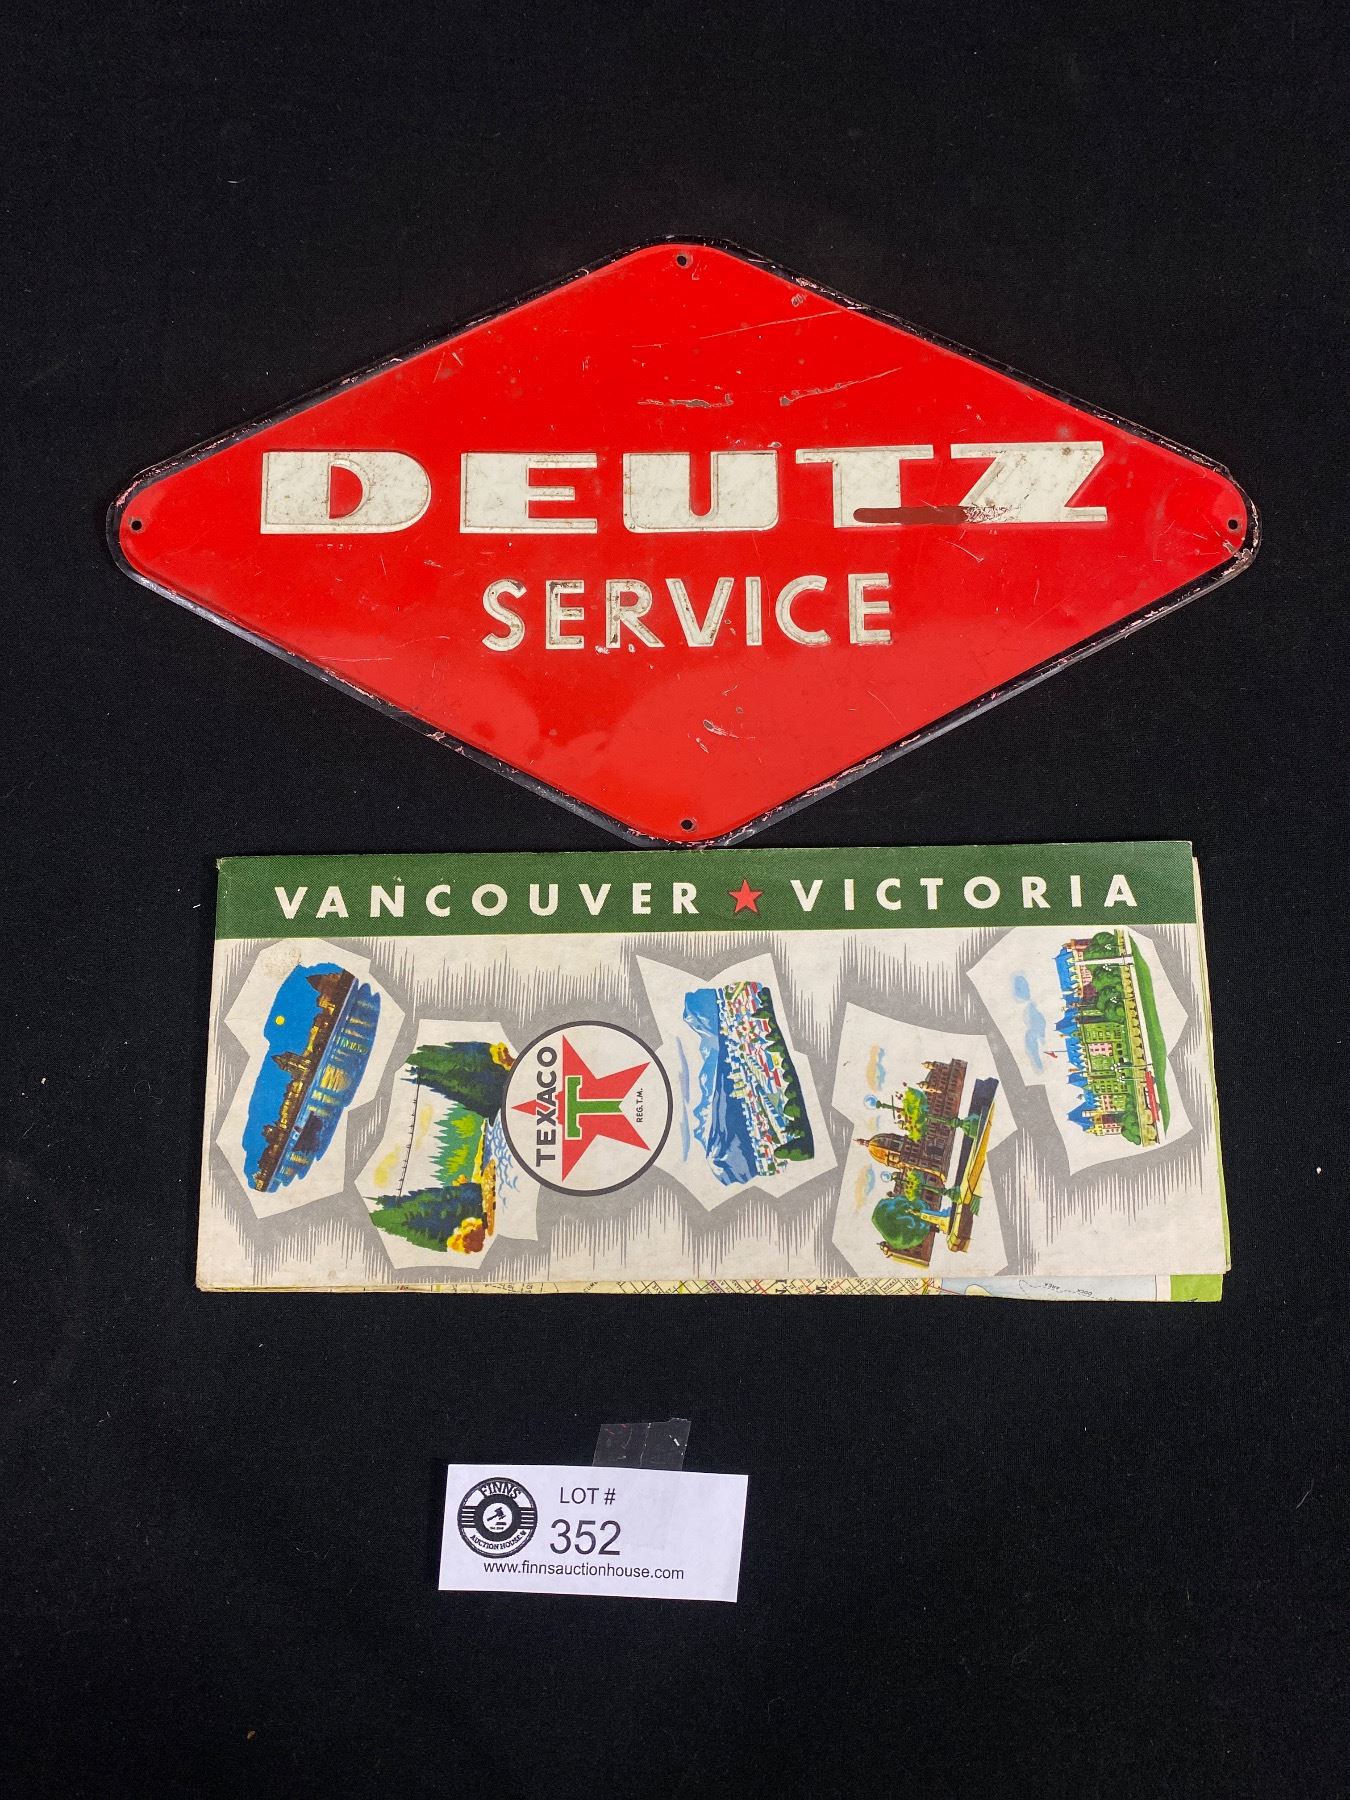 DEUTZ
SERVICE
VANCOUVER ★ VICTORIA
TEXACO
T
REG. T.M.
FINNS
AUCTION HOUSE
LOT #
352
www.finnsauctionhouse.com